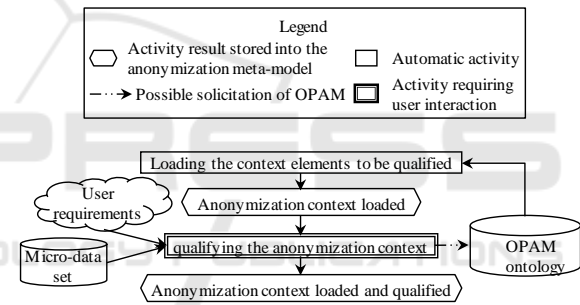 Legend
Activity result stored into the
anonymization meta-model
Automatic activity
Possible solicitation of OPAM
Activity requiring
user interaction
PRESS
Loading the context elements to be qualified
User
requirements
Anonymization context loaded
Micro-data
set
qualifying the anonymization context
OPAM
ontology
Anonymization context loaded and qualified